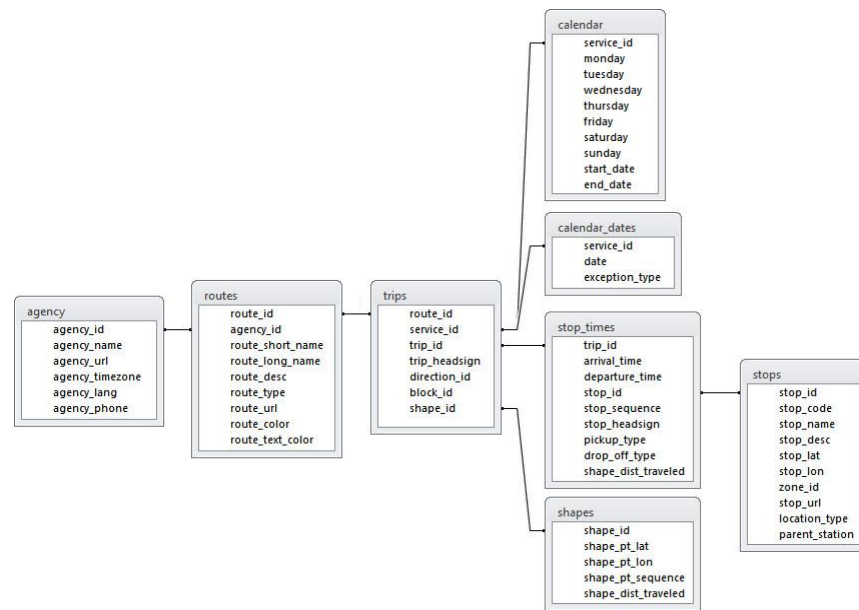 agency
agency_id
agency_name
agency_url
agency_timezone
agency_lang
agency_phone
routes
route_id
agency_id
route_short_name
route_long_name
route_desc
route_type
route_url
route_color
route_text_color
trips
route_id
service_id
trip_id
trip_headsign
direction_id
block_id
shape_id
calendar
service_id
monday
tuesday
wednesday
thursday
friday
saturday
sunday
start_date
end_date
calendar_dates
service_id
date
exception_type
stop_times
trip_id
arrival_time
departure_time
stop_id
stop_sequence
stop_headsign
pickup_type
drop_off_type
shape_dist_traveled
shapes
shape_id
shape_pt_lat
shape_pt_lon
shape_pt_sequence
shape_dist_traveled
stops
stop_id
stop_code
stop_name
stop_desc
stop_lat
stop_lon
zone_id
stop_url
location_type
parent_station